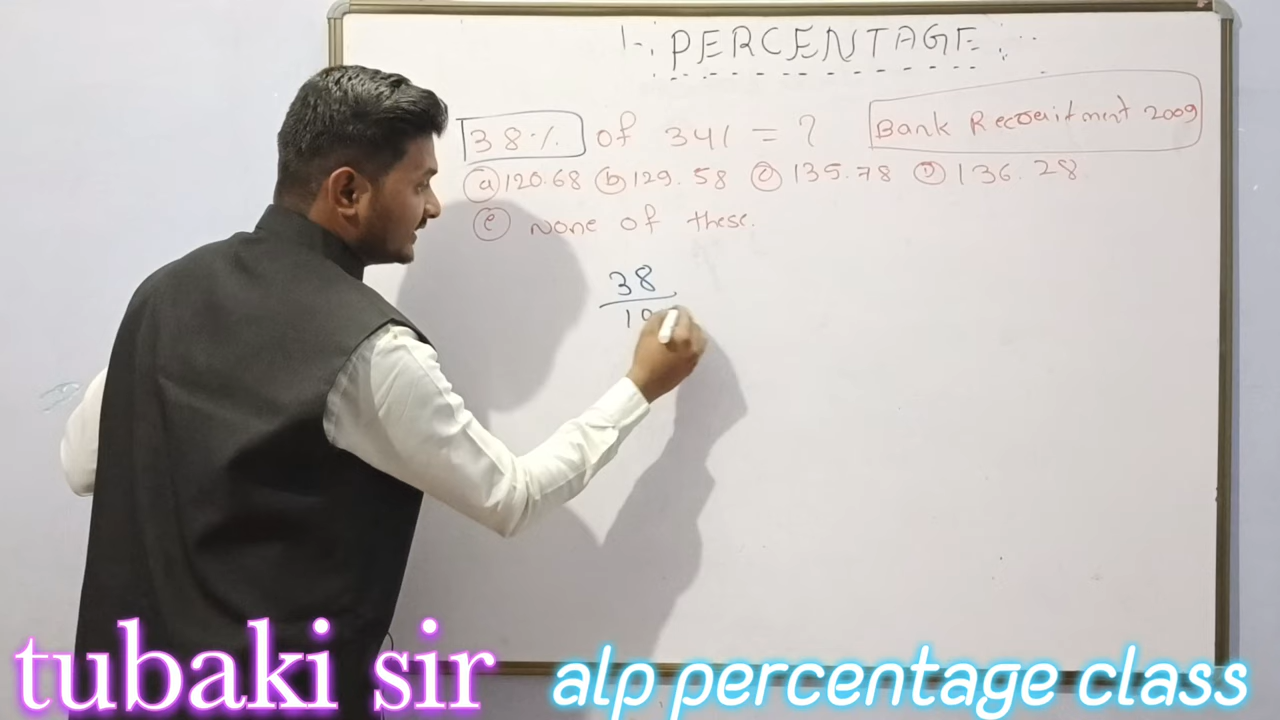 1. PERCENTAGE
38% of 341 = ? Bank Recruitment 2009
(a) 120.68 (b) 129.58 (c) 135.78 (D) 136.28
(e) none of these.
38
10
tubaki sir alp percentage class